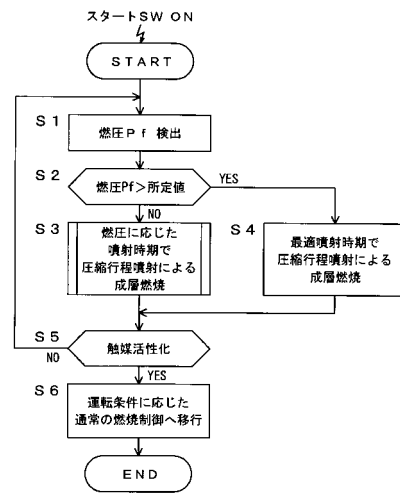 スタートSW ON
START
S1
燃圧Pf 検出
S2
燃圧Pf>所定値
YES
NO
S3
燃圧に応じた
噴射時期で
圧縮行程噴射による
成層燃焼
S4
最適噴射時期で
圧縮行程噴射による
成層燃焼
S5
触媒活性化
NO
YES
S6
運転条件に応じた
通常の燃焼制御へ移行
END